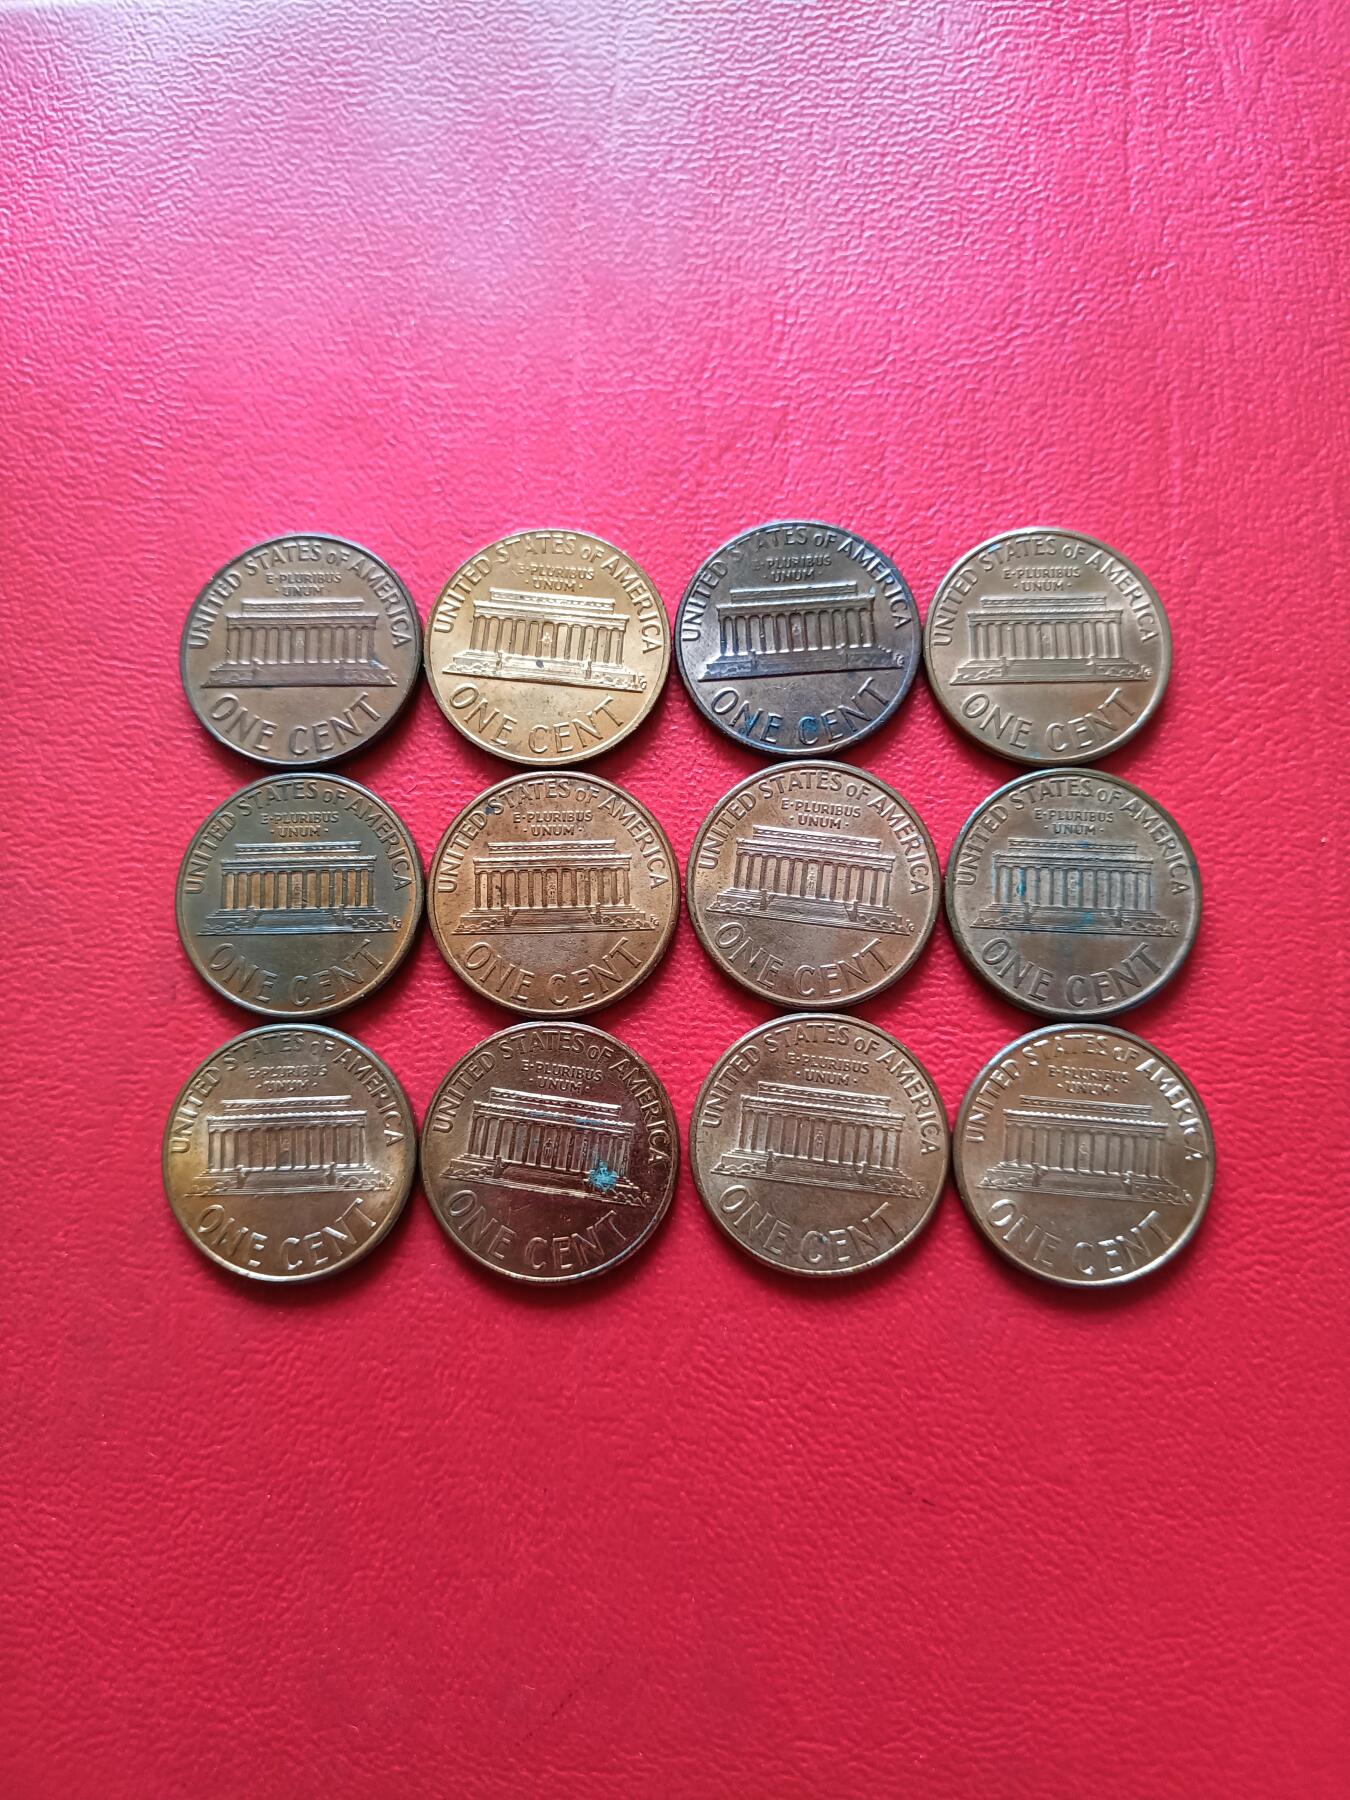 UNITED STATES OF AMERICA
E·PLURIBUS
·UNUM·
ONE CENT
UNITED STATES OF AMERICA
E·PLURIBUS
·UNUM·
ONE CENT
UNITED STATES OF AMERICA
E·PLURIBUS
·UNUM·
ONE CENT
UNITED STATES OF AMERICA
E·PLURIBUS
·UNUM·
ONE CENT
UNITED STATES OF AMERICA
E·PLURIBUS
·UNUM·
ONE CENT
UNITED STATES OF AMERICA
E·PLURIBUS
·UNUM·
ONE CENT
UNITED STATES OF AMERICA
E·PLURIBUS
·UNUM·
ONE CENT
UNITED STATES OF AMERICA
E·PLURIBUS
·UNUM·
ONE CENT
UNITED STATES OF AMERICA
E·PLURIBUS
·UNUM·
ONE CENT
UNITED STATES OF AMERICA
E·PLURIBUS
·UNUM·
ONE CENT
UNITED STATES OF AMERICA
E·PLURIBUS
·UNUM·
ONE CENT
UNITED STATES OF AMERICA
E·PLURIBUS
·UNUM·
ONE CENT